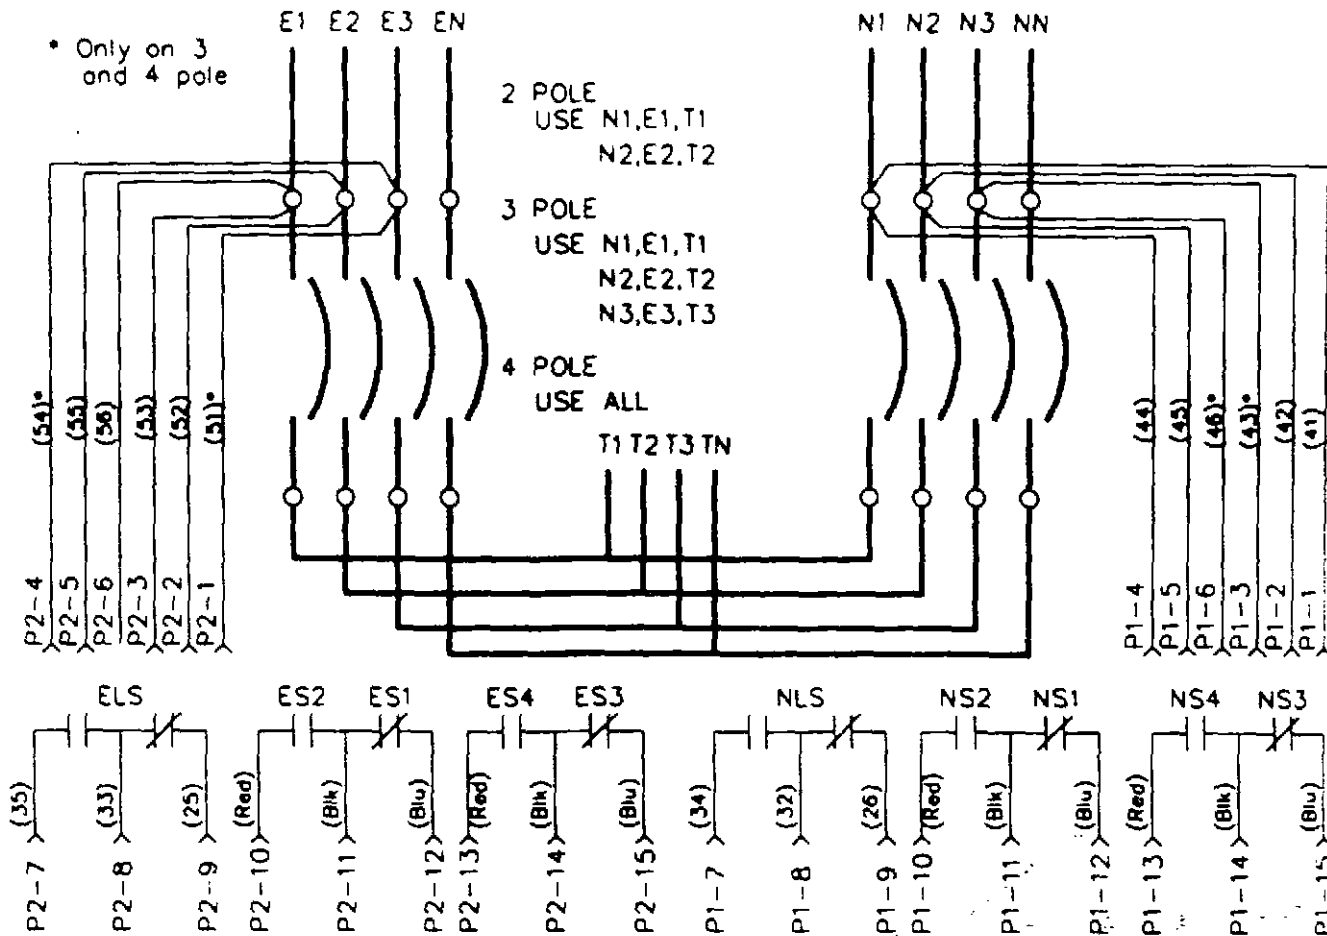 E1 E2 E3 EN
N1 N2 N3 NN
* Only on 3
and 4 pole
2 POLE
USE N1,E1,T1
N2,E2,T2
3 POLE
USE N1,E1,T1
N2,E2,T2
N3,E3,T3
4 POLE
USE ALL
T1 T2 T3 TN
(54)*
(55)
(56)
(53)
(52)
(51)*
(44)
(45)
(46)*
(43)*
(42)
(41)
P2-4
P2-5
P2-6
P2-3
P2-2
P2-1
P1-4
P1-5
P1-6
P1-3
P1-2
P1-1
ELS
ES2
ES1
ES4
ES3
NLS
NS2
NS1
NS4
NS3
(35)
(33)
(25)
(Red)
(Blk)
(Blu)
(Red)
(Blk)
(Blu)
(34)
(32)
(26)
(Red)
(Blk)
(Blu)
(Red)
(Blk)
(Blu)
P2-7
P2-8
P2-9
P2-10
P2-11
P2-12
P2-13
P2-14
P2-15
P1-7
P1-8
P1-9
P1-10
P1-11
P1-12
P1-13
P1-14
P1-15